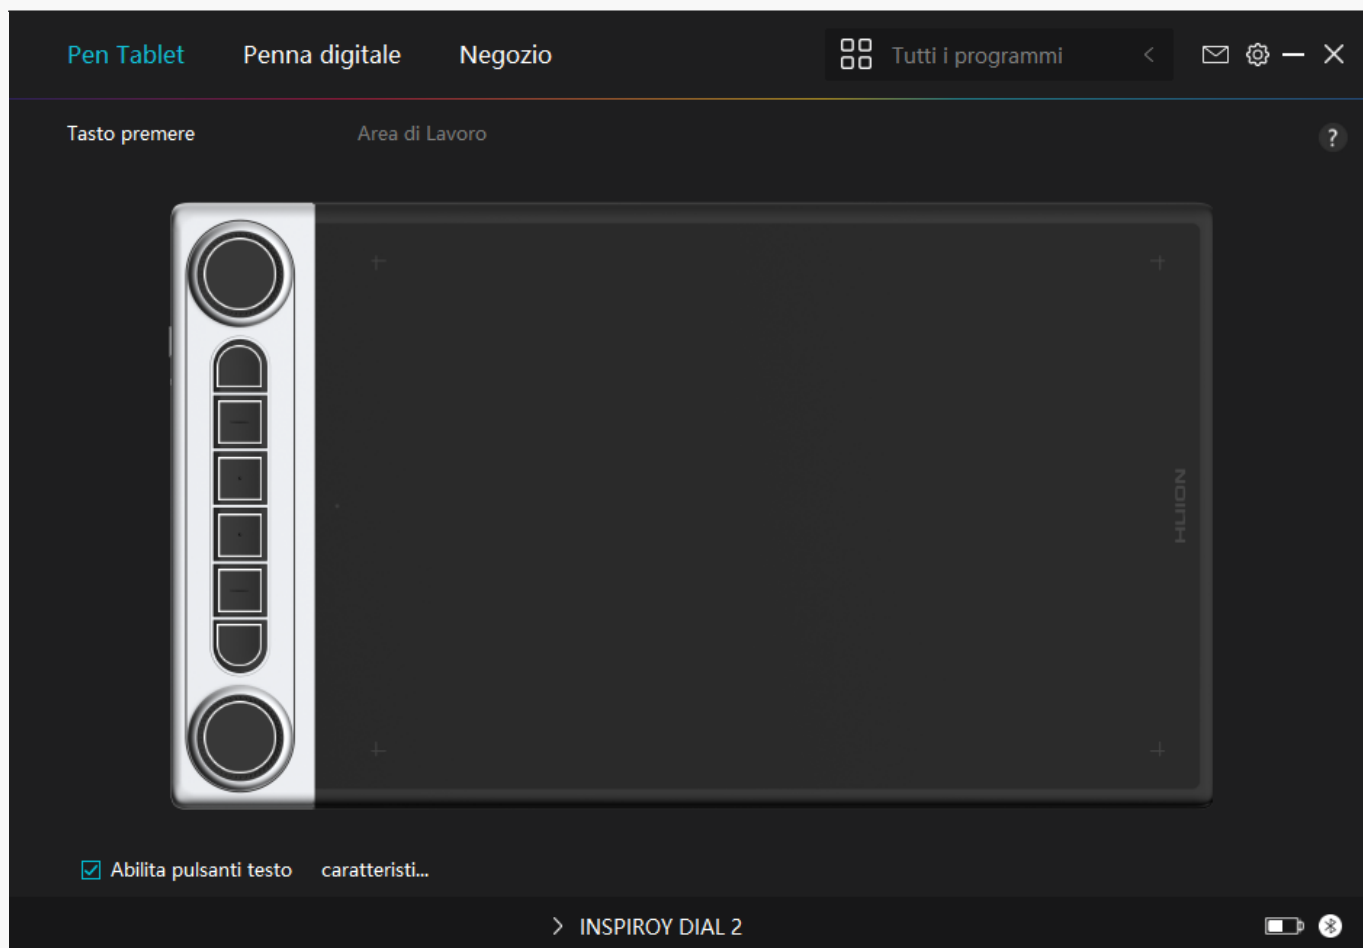 Pen Tablet Penna digitale Negozio Tutti i programmi
Tasto premere Area di Lavoro ?
HUION
Abilita pulsanti testo caratteristi...
INSPIROY DIAL 2